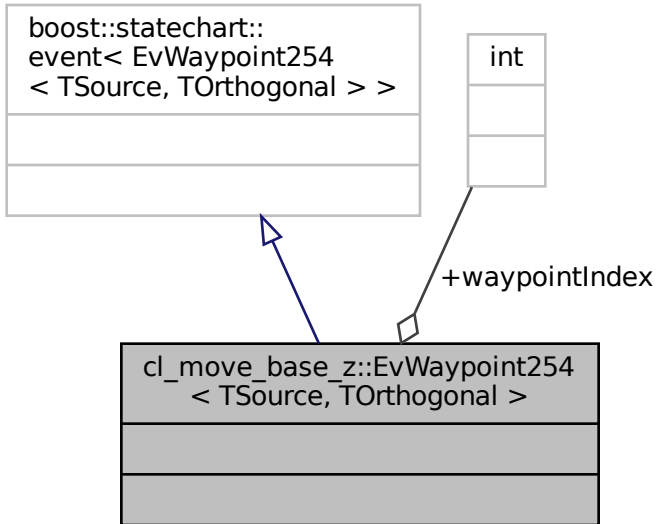 boost::statechart::
event< EvWaypoint254
< TSource, TOrthogonal > >
int
+waypointIndex
cl_move_base_z::EvWaypoint254
< TSource, TOrthogonal >